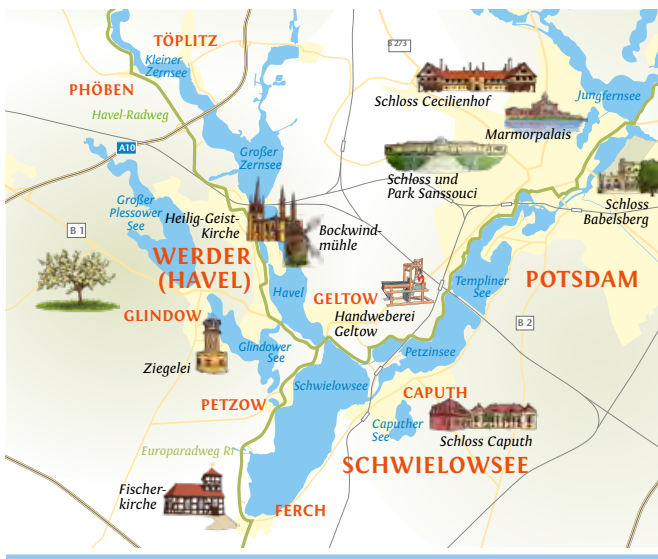 TÖPLITZ
B 273
Kleiner
Zernsee
PHÖBEN
Schloss Cecilienhof
Jungfernsee
Havel-Radweg
Marmorpalais
A10
Großer
Zernsee
Schloss und
Park Sanssouci
Großer
Plessower
See
Schloss
Babelsberg
Heilig-Geist-
Kirche
Bockwind-
mühle
B 1
WERDER
(HAVEL)
POTSDAM
Templiner
See
Havel
GELTOW
Handweberei
Geltow
GLINDOW
B 2
Glindower
See
Petzinsee
Ziegelei
Schwielowsee
CAPUTH
PETZOW
Caputher
See
Schloss Caputh
Europaradweg R1
SCHWIELOWSEE
Fischer-
kirche
FERCH